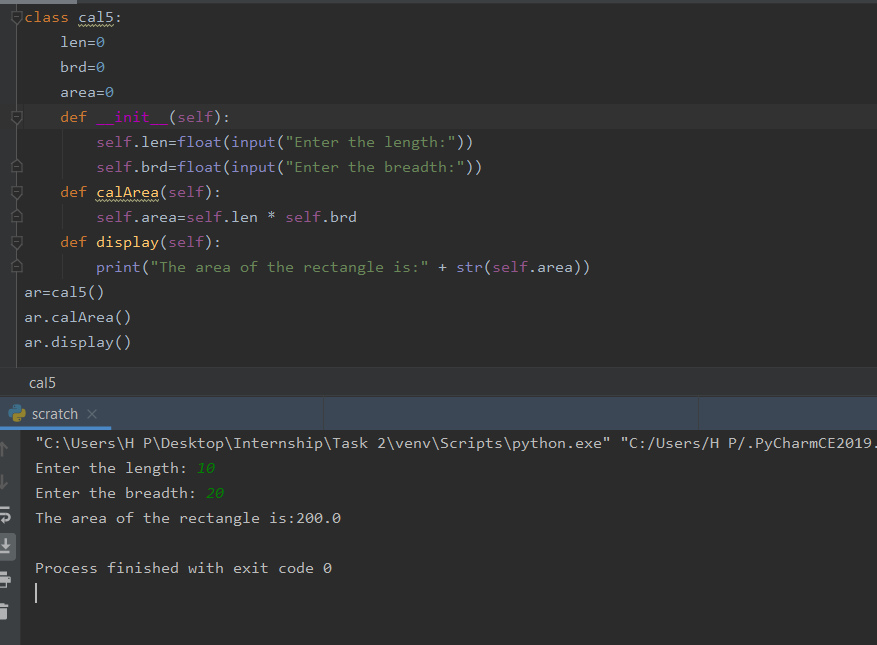 class cal5:
    len=0
    brd=0
    area=0
    def __init__(self):
        self.len=float(input("Enter the length:"))
        self.brd=float(input("Enter the breadth:"))
    def calArea(self):
        self.area=self.len * self.brd
    def display(self):
        print("The area of the rectangle is:" + str(self.area))
ar=cal5()
ar.calArea()
ar.display()
cal5
scratch
"C:\Users\H P\Desktop\Internship\Task 2\venv\Scripts\python.exe" "C:/Users/H P/.PyCharmCE2019.
Enter the length: 10
Enter the breadth: 20
The area of the rectangle is:200.0
Process finished with exit code 0